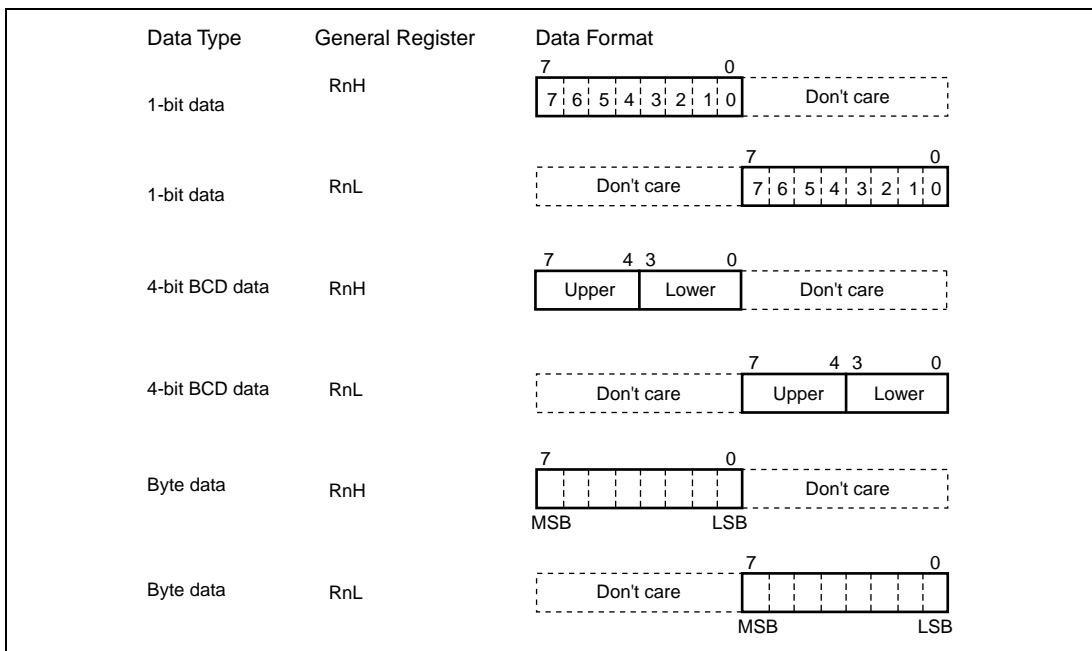 Data Type General Register Data Format
7 0
1-bit data RnH 7 6 5 4 3 2 1 0 Don't care
7 0
1-bit data RnL Don't care 7 6 5 4 3 2 1 0
7 4 3 0
4-bit BCD data RnH Upper Lower Don't care
7 4 3 0
4-bit BCD data RnL Don't care Upper Lower
7 0
Byte data RnH Don't care
MSB LSB
7 0
Byte data RnL Don't care
MSB LSB